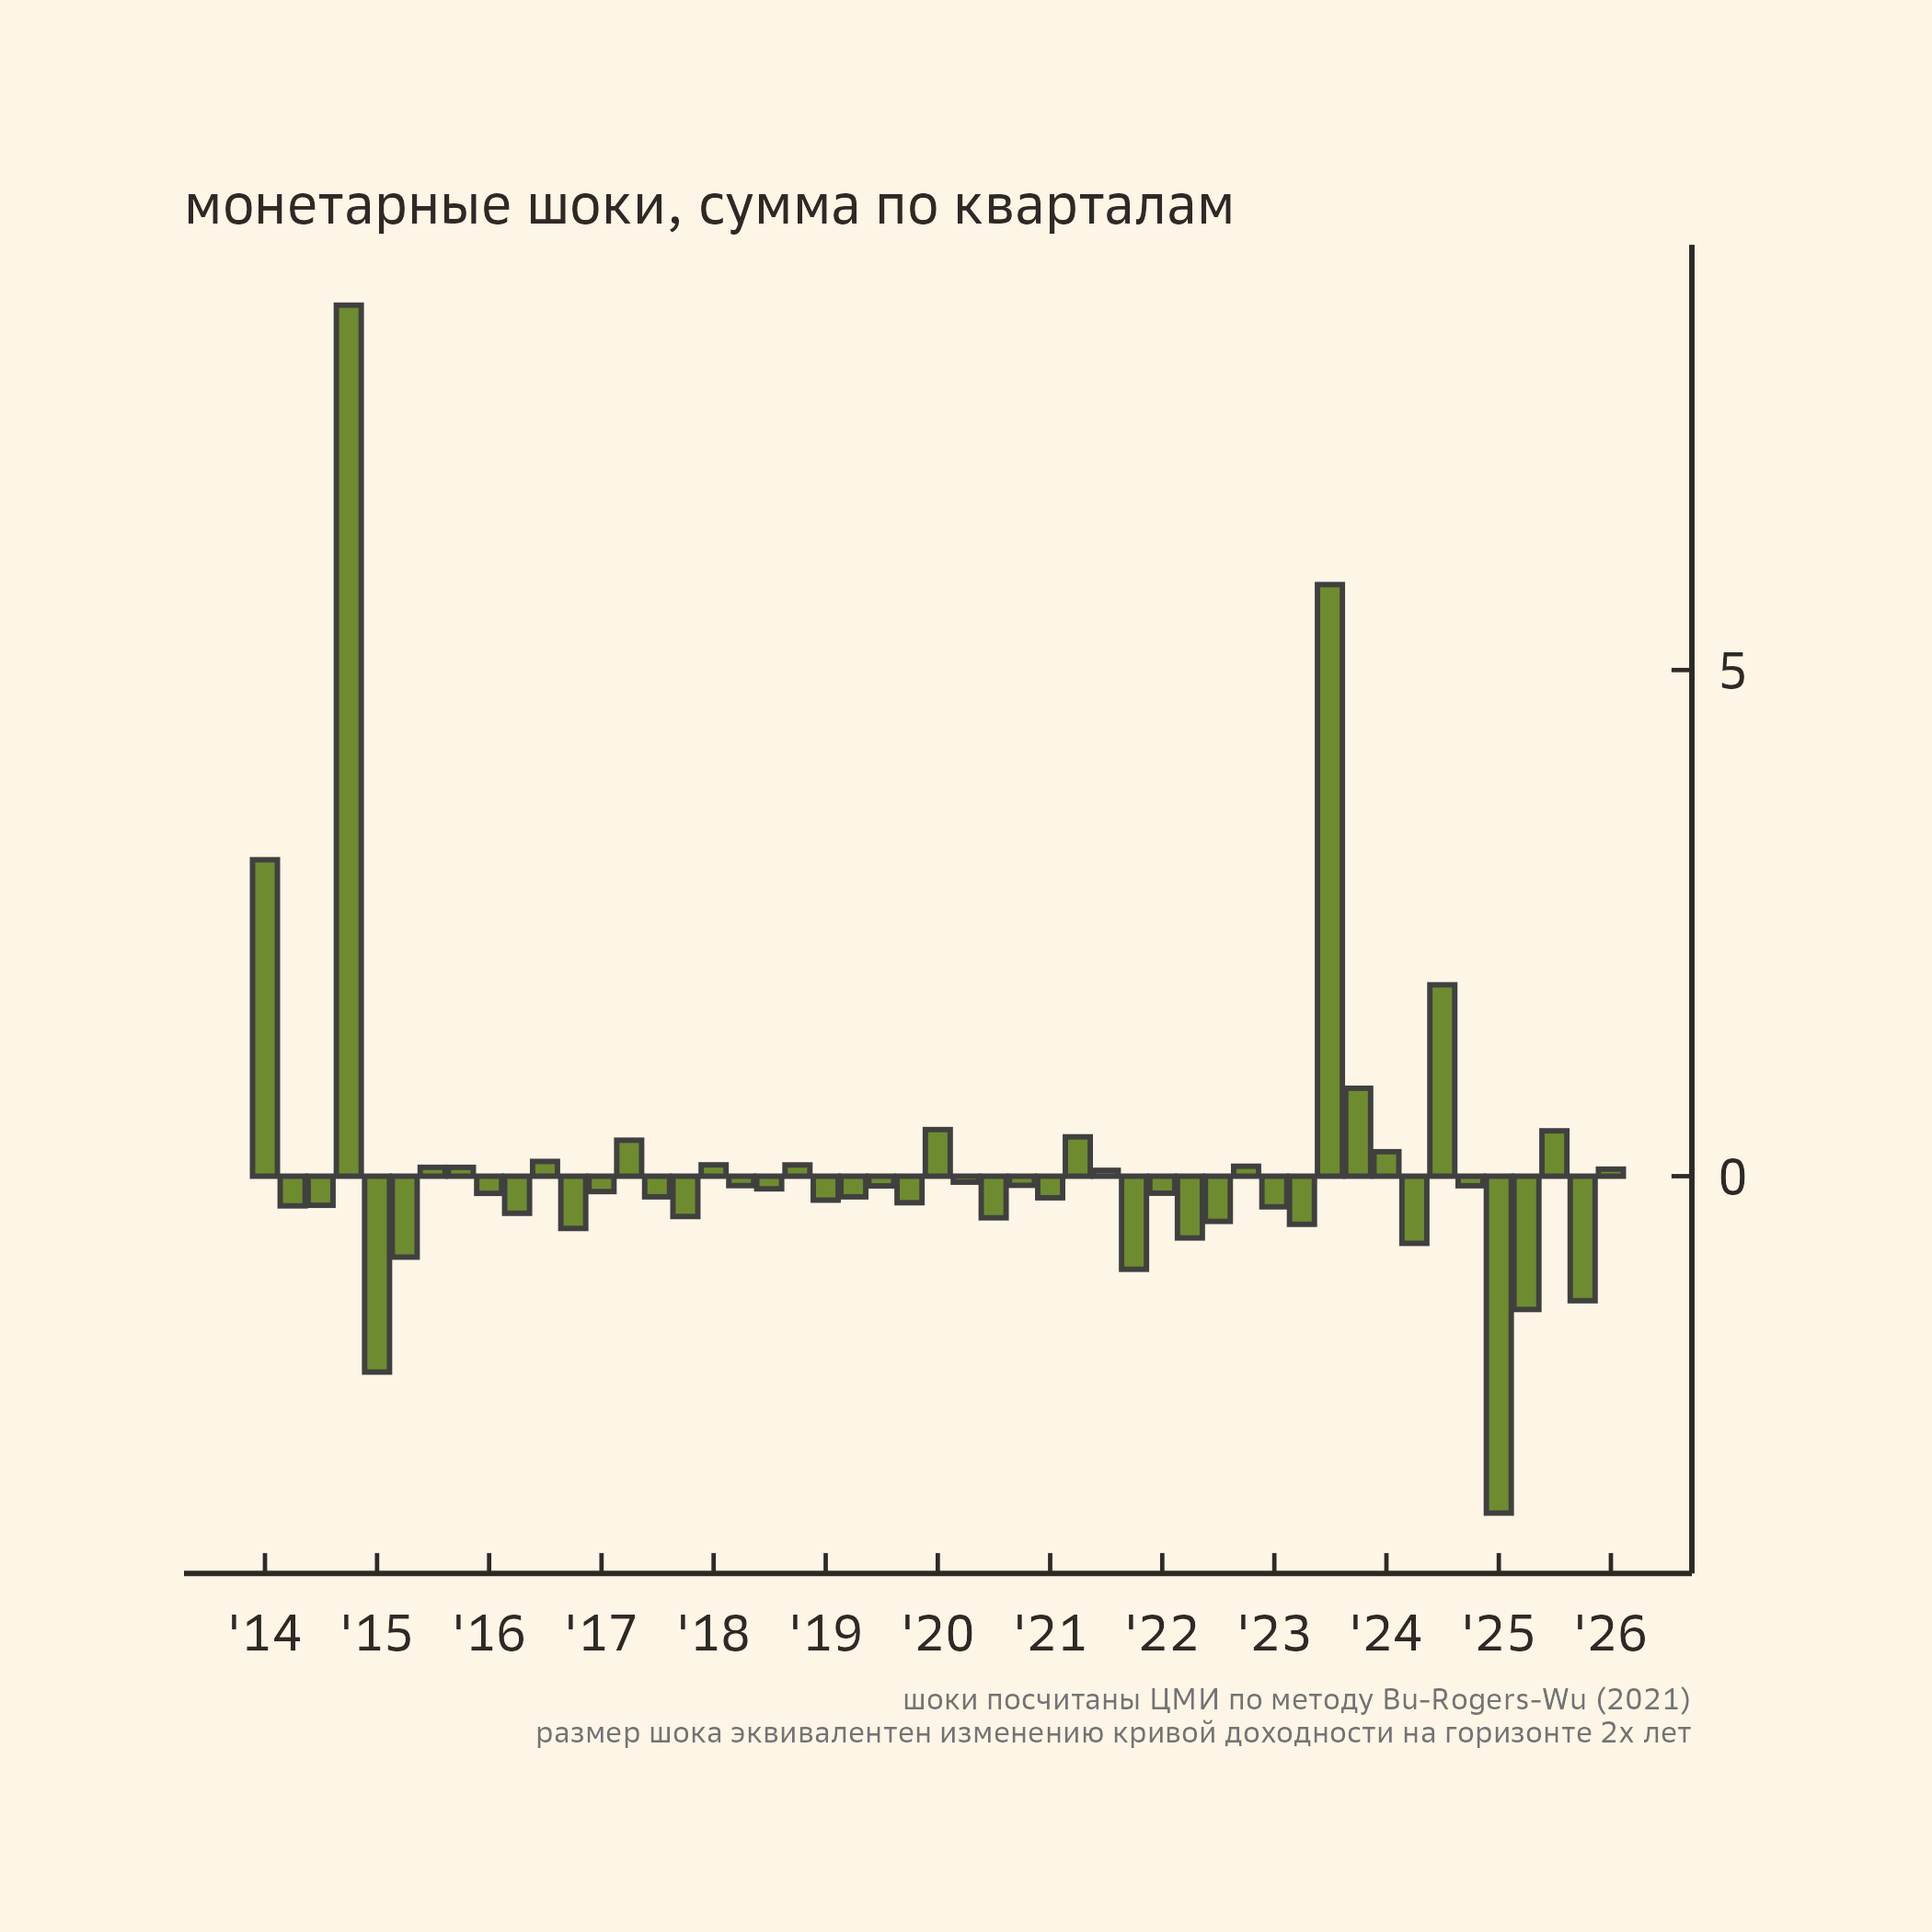 монетарные шоки, сумма по кварталам
5
0
'14 '15 '16 '17 '18 '19 '20 '21 '22 '23 '24 '25 '26
шоки посчитаны ЦМИ по методу Bu-Rogers-Wu (2021)
размер шока эквивалентен изменению кривой доходности на горизонте 2х лет